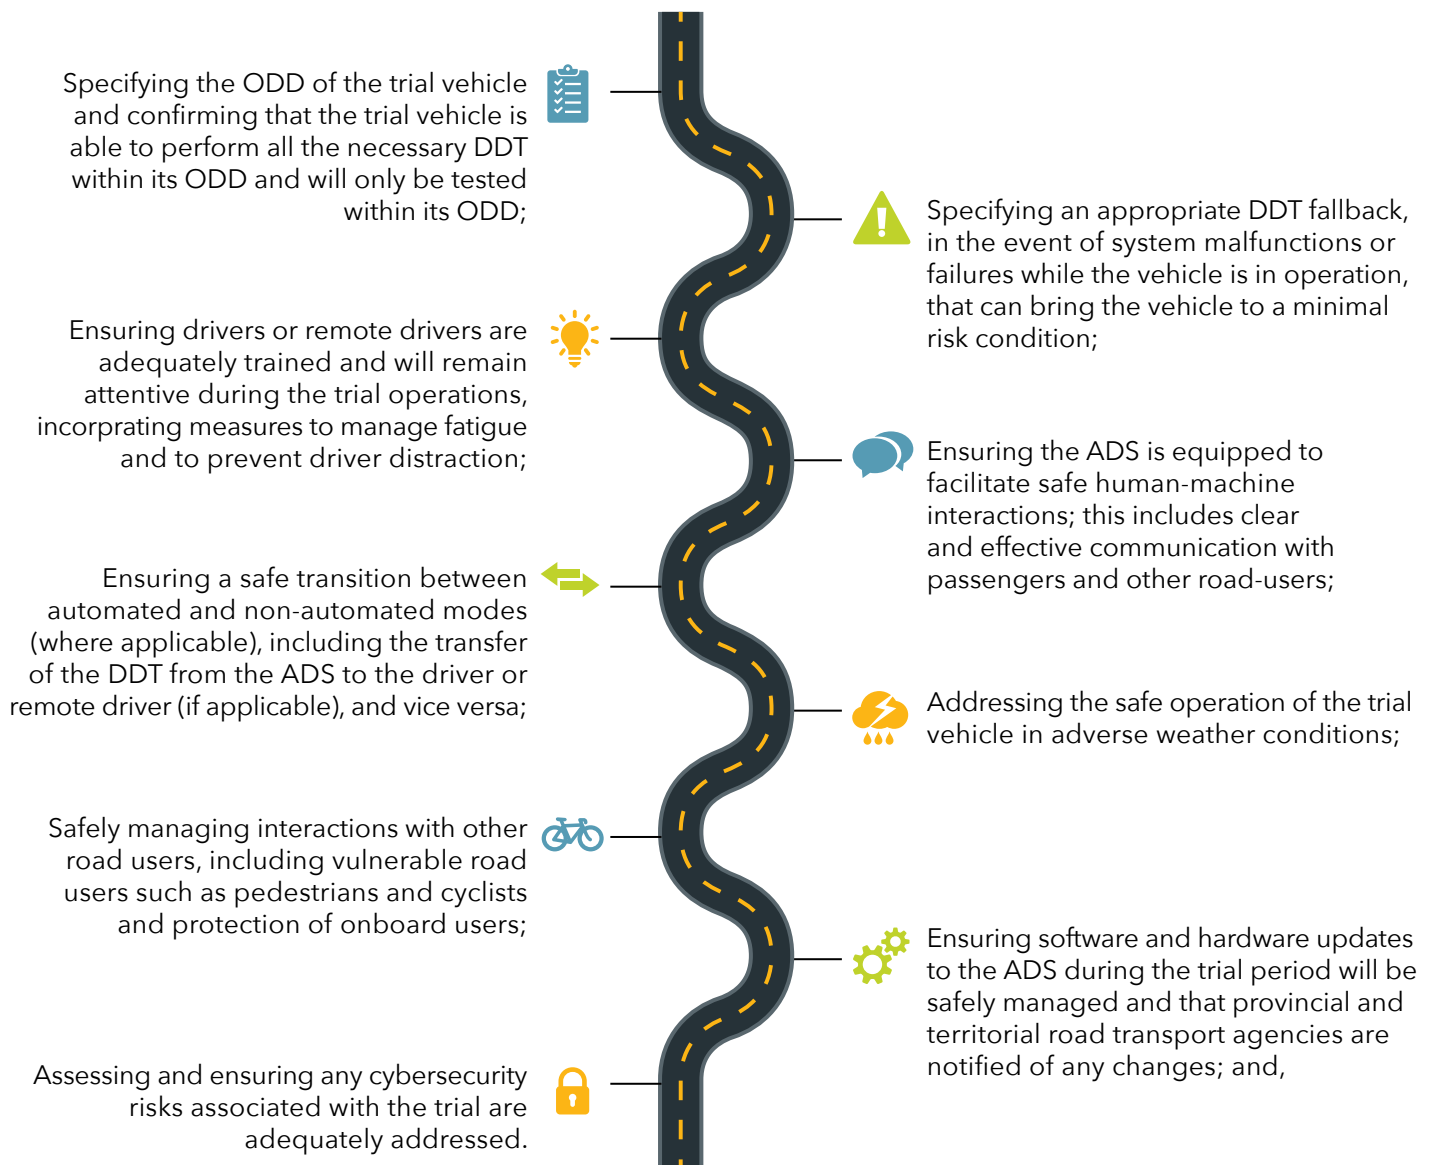 Specifying the ODD of the trial vehicle
and confirming that the trial vehicle is
able to perform all the necessary DDT
within its ODD and will only be tested
within its ODD;
Specifying an appropriate DDT fallback,
in the event of system malfunctions or
failures while the vehicle is in operation,
that can bring the vehicle to a minimal
risk condition;
Ensuring drivers or remote drivers are
adequately trained and will remain
attentive during the trial operations,
incorprating measures to manage fatigue
and to prevent driver distraction;
Ensuring the ADS is equipped to
facilitate safe human-machine
interactions; this includes clear
and effective communication with
passengers and other road-users;
Ensuring a safe transition between
automated and non-automated modes
(where applicable), including the transfer
of the DDT from the ADS to the driver or
remote driver (if applicable), and vice versa;
Addressing the safe operation of the trial
vehicle in adverse weather conditions;
Safely managing interactions with other
road users, including vulnerable road
users such as pedestrians and cyclists
and protection of onboard users;
Ensuring software and hardware updates
to the ADS during the trial period will be
safely managed and that provincial and
territorial road transport agencies are
notified of any changes; and,
Assessing and ensuring any cybersecurity
risks associated with the trial are
adequately addressed.